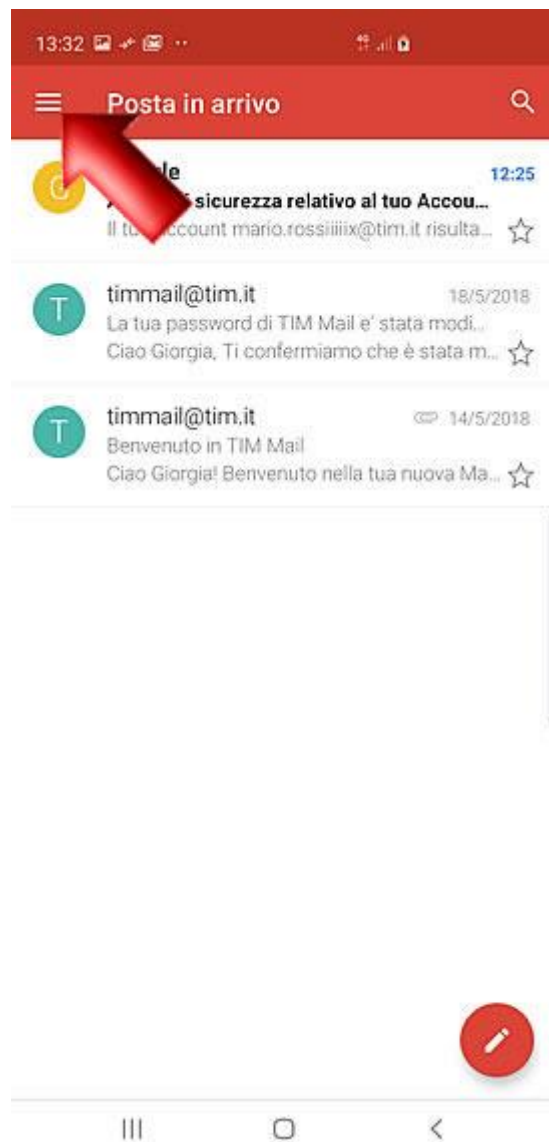 13:32
Posta in arrivo
12:25
sicurezza relativo al tuo Accou...
Il tuo account mario.rossiiiiix@tim.it risulta...
T
timmail@tim.it 18/5/2018
La tua password di TIM Mail e' stata modi...
Ciao Giorgia, Ti confermiamo che è stata m...
T
timmail@tim.it 14/5/2018
Benvenuto in TIM Mail
Ciao Giorgia! Benvenuto nella tua nuova Ma...